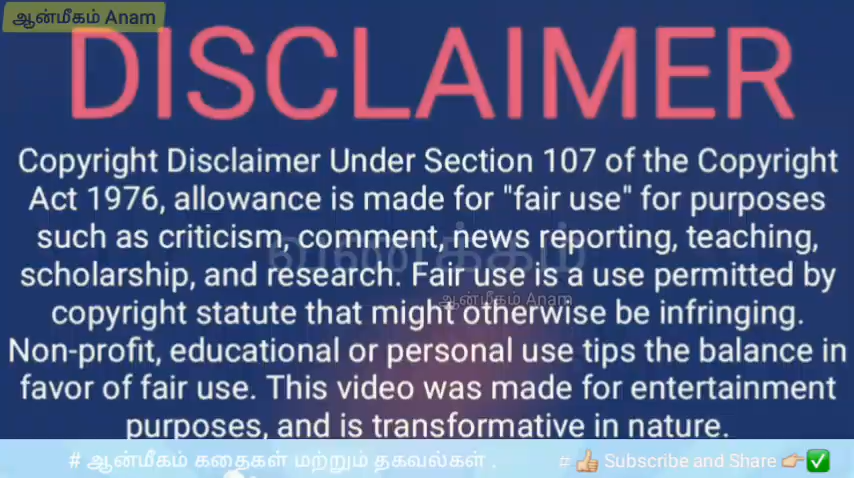 ஆன்மீகம் Anam
DISCLAIMER
Copyright Disclaimer Under Section 107 of the Copyright
Act 1976, allowance is made for "fair use" for purposes
such as criticism, comment, news reporting, teaching,
வணக்கம்
scholarship, and research. Fair use is a use permitted by
ஆன்மீகம் Anam
copyright statute that might otherwise be infringing.
Non-profit, educational or personal use tips the balance in
favor of fair use. This video was made for entertainment
purposes, and is transformative in nature.
# ஆன்மீகம் கதைகள் மற்றும் தகவல்கள் . # 👍 Subscribe and Share 👉✅